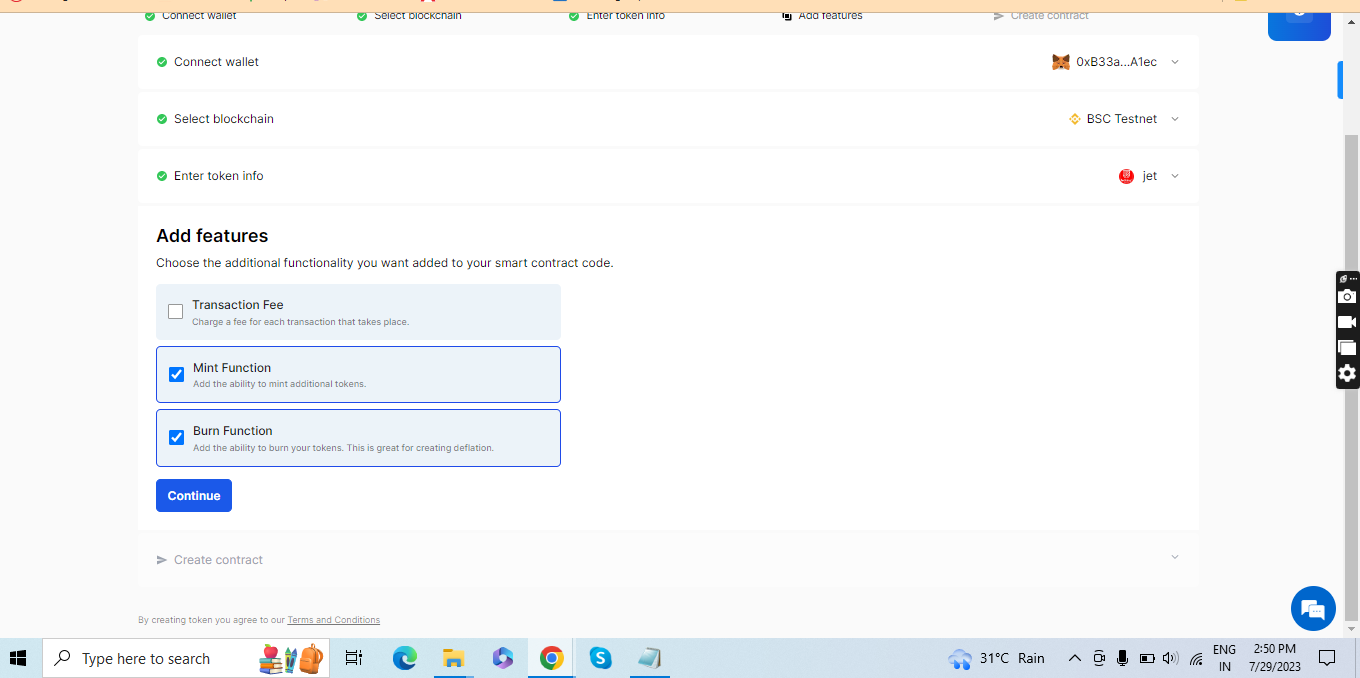 Connect wallet
Select blockchain
Enter token info
Add features
Create contract
Connect wallet
0xB33a...A1ec
Select blockchain
BSC Testnet
Enter token info
jet
Add features
Choose the additional functionality you want added to your smart contract code.
Transaction Fee
Charge a fee for each transaction that takes place.
Mint Function
Add the ability to mint additional tokens.
Burn Function
Add the ability to burn your tokens. This is great for creating deflation.
Continue
Create contract
By creating token you agree to our Terms and Conditions
Type here to search
31°C Rain
ENG
IN
2:50 PM
7/29/2023